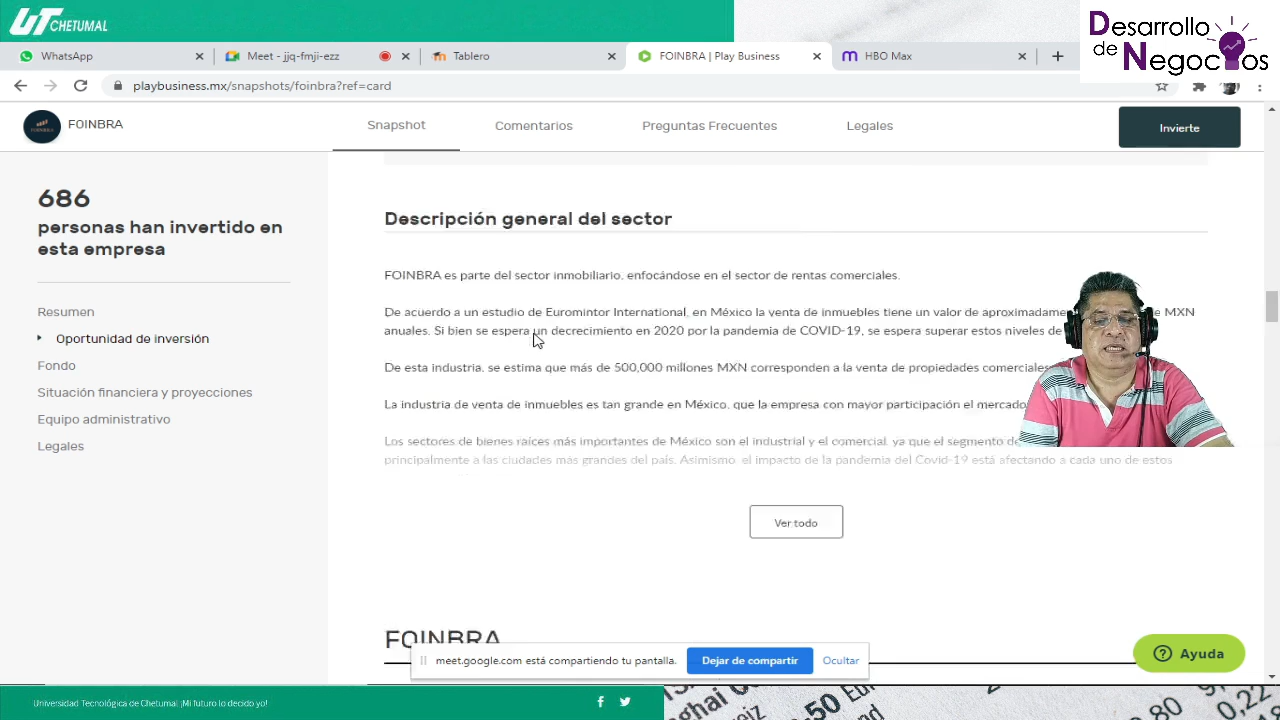 UT CHETUMAL
Desarrollo
de Negocios
WhatsApp
Meet - jjq-fmji-ezz
Tablero
FOINBRA | Play Business
HBO Max
playbusiness.mx/snapshots/foinbra?ref=card
FOINBRA
Snapshot
Comentarios
Preguntas Frecuentes
Legales
Invierte
686
personas han invertido en
esta empresa
Resumen
Oportunidad de inversión
Fondo
Situación financiera y proyecciones
Equipo administrativo
Legales
Descripción general del sector
FOINBRA es parte del sector inmobiliario, enfocándose en el sector de rentas comerciales.
De acuerdo a un estudio de Euromintor International, en México la venta de inmuebles tiene un valor de MXN
anuales. Si bien se espera un decrecimiento en 2020 por la pandemia de COVID-19, se espera superar estos niveles de
De esta industria, se estima que más de 500,000 millones MXN corresponden a la venta de propiedades comerciales
La industria de venta de inmuebles es tan grande en México, que la empresa con mayor participación el mercado
Los sectores de bienes raíces más importantes de México son el industrial y el comercial, ya que el segmento de
principalmente a las ciudades más grandes del país. Asimismo, el impacto de la pandemia del Covid-19 está afectando a cada uno de estos
Ver todo
FOINBRA
meet.google.com está compartiendo tu pantalla.
Dejar de compartir
Ocultar
Ayuda
Universidad Tecnológica de Chetumal ¡Mi futuro lo decido yo!
,50 Eu
,80
0,22